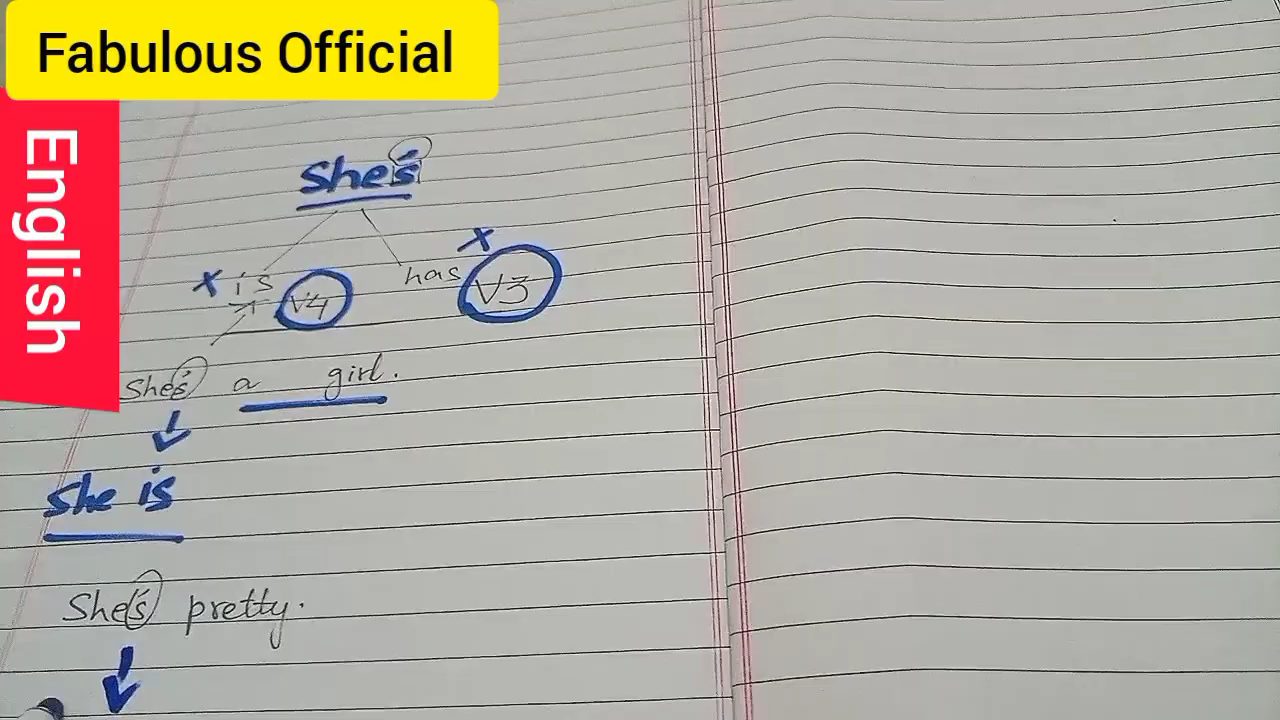 Fabulous Official
English
She's
x is V4 has x V3
She's a girl.
She is
She's pretty.